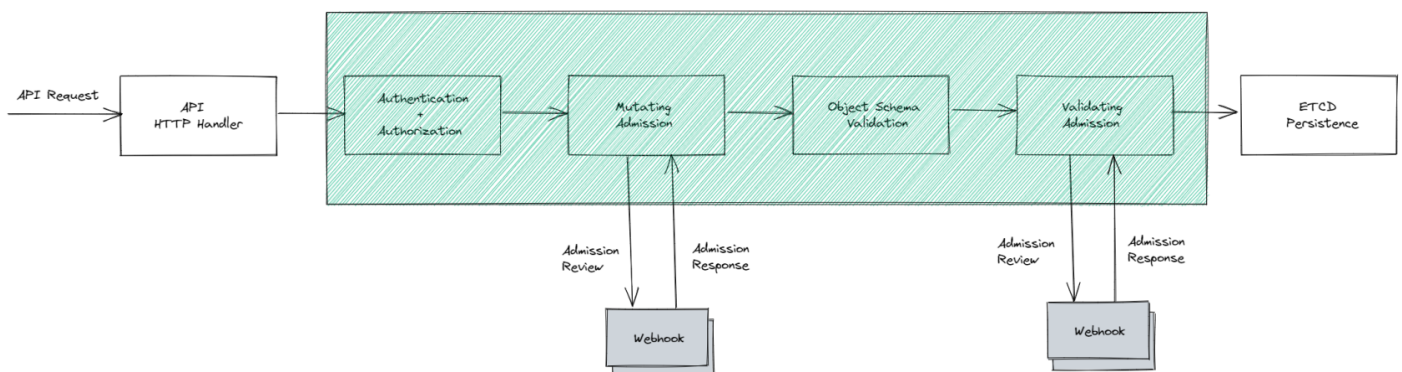 API Request
API
HTTP Handler
Authentication
+
Authorization
Mutating
Admission
Object Schema
Validation
Validating
Admission
ETCD
Persistence
Admission
Review
Admission
Response
Admission
Review
Admission
Response
Webhook
Webhook